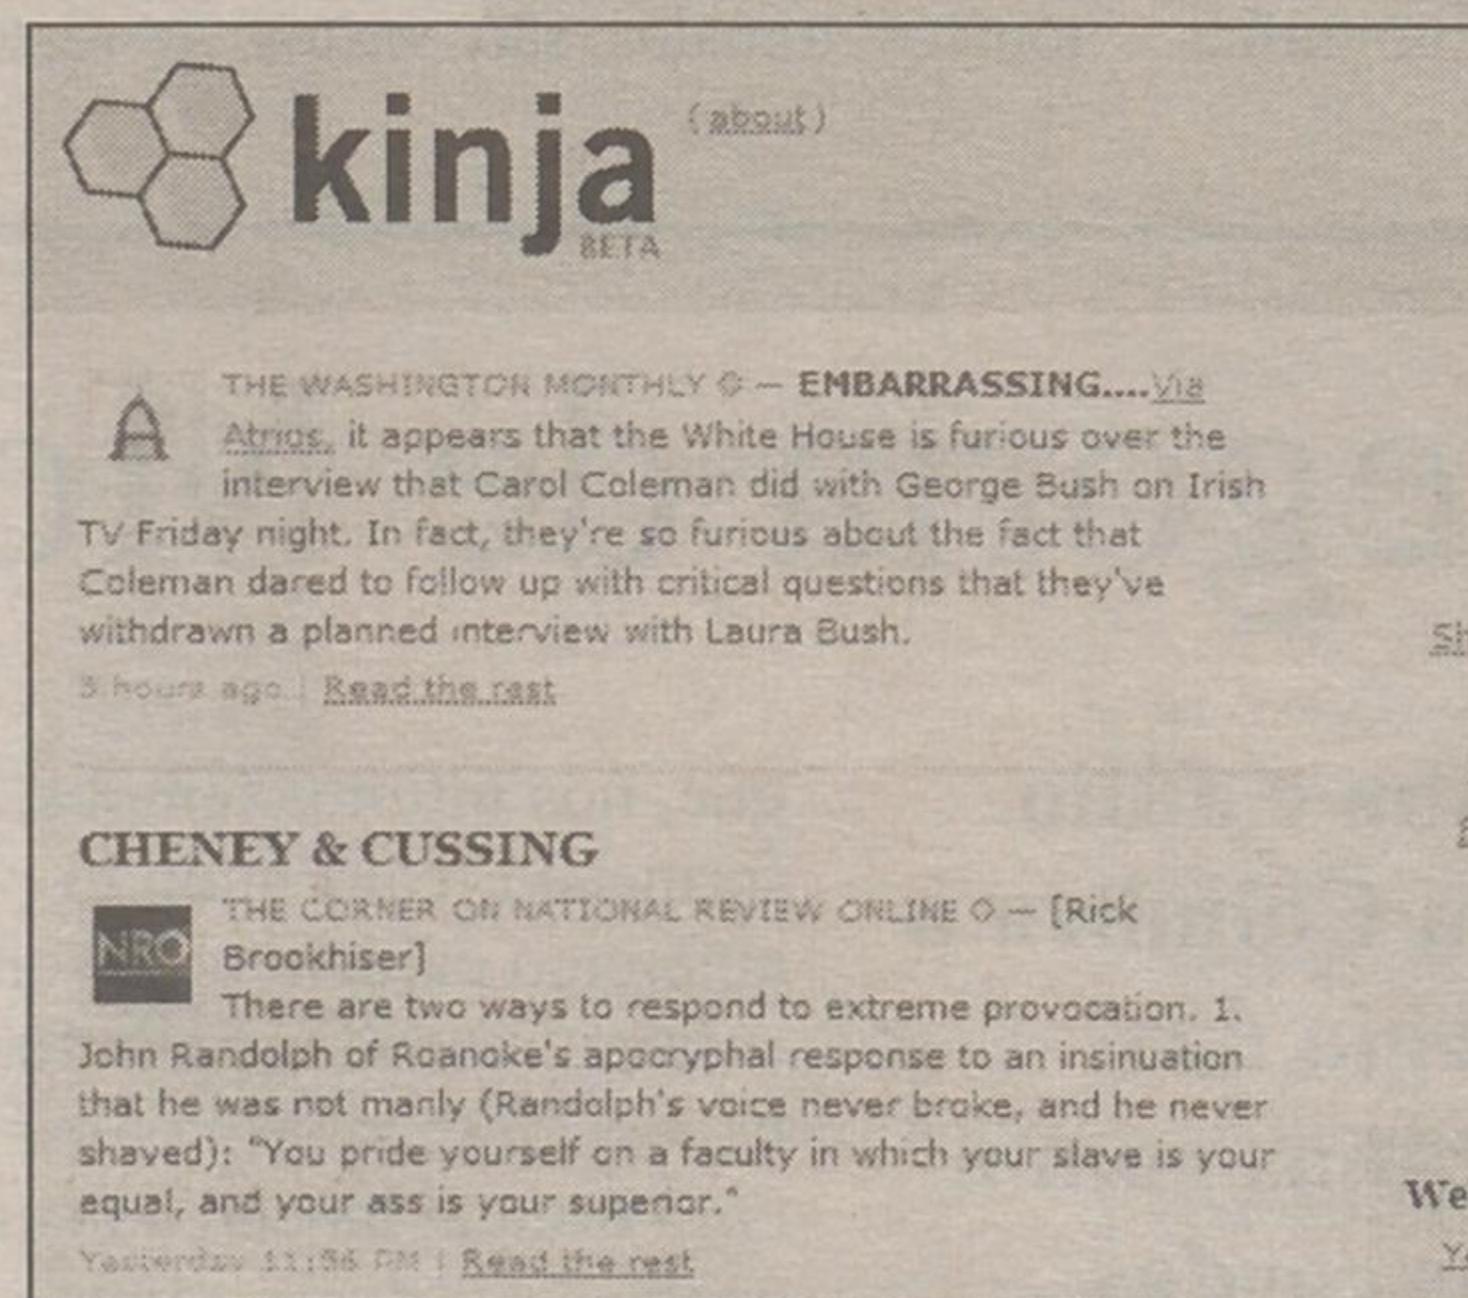 kinja (about)
BETA
A
THE WASHINGTON MONTHLY ◇ — EMBARRASSING....Via
Atrios, it appears that the White House is furious over the
interview that Carol Coleman did with George Bush on Irish
TV Friday night. In fact, they're so furious about the fact that
Coleman dared to follow up with critical questions that they've
withdrawn a planned interview with Laura Bush.
hours ago | Read the rest
CHENEY & CUSSING
NRO
THE CORNER ON NATIONAL REVIEW ONLINE ◇ — [Rick
Brookhiser]
There are two ways to respond to extreme provocation. 1.
John Randolph of Roanoke's apocryphal response to an insinuation
that he was not manly (Randolph's voice never broke, and he never
shaved): "You pride yourself on a faculty in which your slave is your
equal, and your ass is your superior."
Yesterday 11:56 PM | Read the rest
Sh
We
Ye